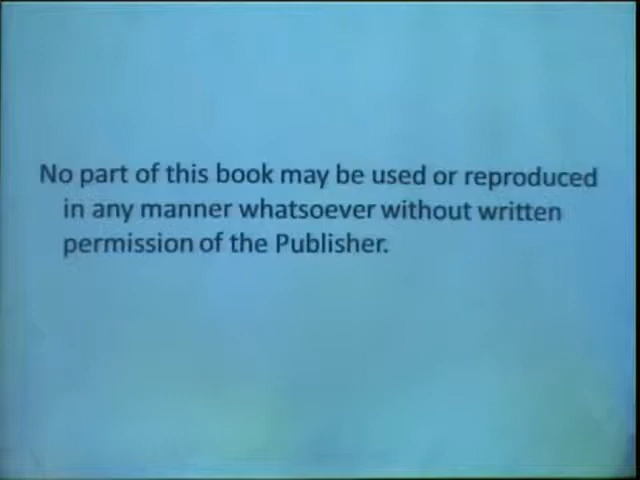 No part of this book may be used or reproduced
in any manner whatsoever without written
permission of the Publisher.